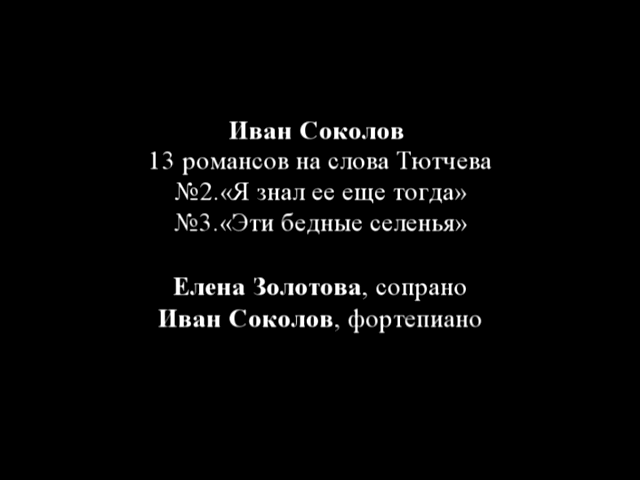 Иван Соколов
13 романсов на слова Тютчева
№2.«Я знал ее еще тогда»
№3.«Эти бедные селенья»
Елена Золотова, сопрано
Иван Соколов, фортепиано